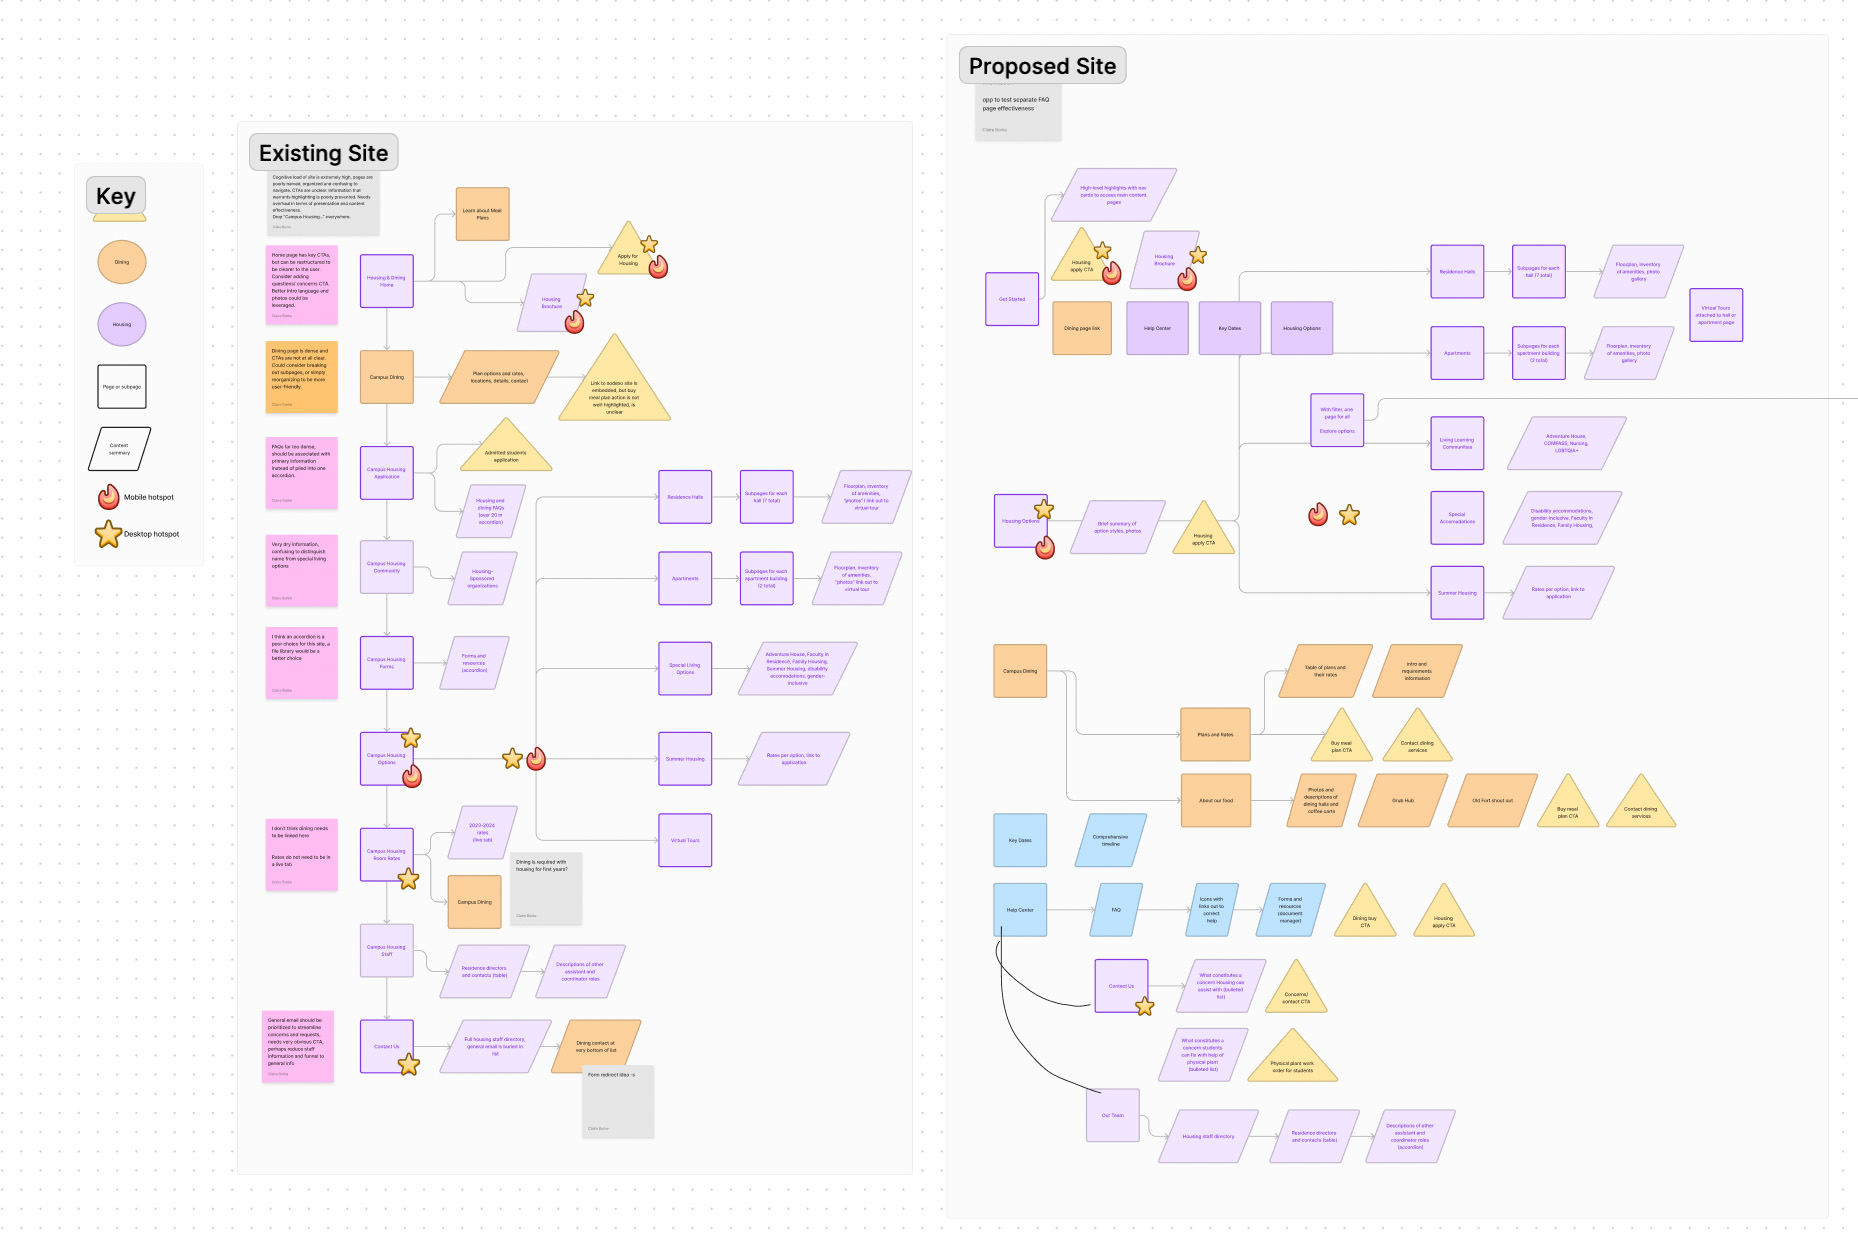 Key
Dining
Housing
Page or subpage
Content
summary
Mobile hotspot
Desktop hotspot
Existing Site
Cognitive load of site is extremely high, pages are
poorly named, organized and confusing to
navigate. CTAs are unclear. Information that
warrants highlighting is poorly presented. Needs
overhaul in terms of presentation and content
effectiveness.
Drop "Campus Housing..." everywhere.
Claire Burke
Home page has key CTAs,
but can be restructured to
be clearer to the user.
Consider adding
questions/ concerns CTA.
Better intro language and
photos could be
leveraged.
Claire Burke
Dining page is dense and
CTAs are not at all clear.
Could consider breaking
out subpages, or simply
reorganizing to be more
user-friendly.
Claire Burke
FAQs far too dense,
should be associated with
primary information
instead of piled into one
accordion.
Claire Burke
Very dry information,
confusing to distinguish
name from special living
options
Claire Burke
I think an accordion is a
poor choice for this site, a
file library would be a
better choice
Claire Burke
I don't think dining needs
to be linked here
Rates do not need to be in
a live tab
Claire Burke
General email should be
prioritized to streamline
concerns and requests,
needs very obvious CTA,
perhaps reduce staff
information and funnel to
general info
Claire Burke
Housing & Dining
Home
Learn about Meal
Plans
Apply for
Housing
Housing
Brochure
Campus Dining
Plan options and rates,
locations, details, contact
Link to sodexo site is
embedded, but buy
meal plan action is not
well-highlighted, is
unclear
Campus Housing
Application
Admitted students
application
Housing and
dining FAQs
(over 20 in
accordion)
Campus Housing
Community
Housing-
Sponsored
organizations
Campus Housing
Forms
Forms and
resources
(accordion)
Campus Housing
Options
Residence Halls
Subpages for each
hall (7 total)
Floorplan, inventory
of amenities,
"photos" l link out to
virtual tour
Apartments
Subpages for each
apartment building
(2 total)
Floorplan, inventory
of amenities,
"photos" link out to
virtual tour
Special Living
Options
Adventure House, Faculty in
Residence, Family Housing,
Summer Housing, disability
accomodations, gender-
inclusive
Summer Housing
Rates per option, link to
application
Virtual Tours
Campus Housing
Room Rates
2023-2024
rates
(live tab)
Campus Dining
Dining is required with
housing for first years?
Claire Burke
Campus Housing
Staff
Residence directors
and contacts (table)
Descriptions of other
assistant and
coordinator roles
Contact Us
Full housing staff directory,
general email is buried in
list
Dining contact at
very bottom of list
Form redirect idea -s
Claire Burke
Proposed Site
opp to test separate FAQ
page effectiveness
Claire Burke
High-level highlights with nav
cards to access main content
pages
Get Started
Housing
apply CTA
Housing
Brochure
Dining page link
Help Center
Key Dates
Housing Options
Residence Halls
Subpages for each
hall (7 total)
Floorplan, inventory
of amenities, photo
gallery
Virtual Tours
attached to hall or
apartment page
Apartments
Subpages for each
apartment building
(2 total)
Floorplan, inventory
of amenities, photo
gallery
With filter, one
page for all
Explore options
Living Learning
Communities
Adventure House,
COMPASS, Nursing,
LGBTQIA+
Housing Options
Brief summary of
option styles, photos
Housing
apply CTA
Special
Accomodations
Disability accommodations,
gender-inclusive, Faculty in
Residence, Family Housing,
Summer Housing
Rates per option, link to
application
Campus Dining
Table of plans and
their rates
Intro and
requirements
information
Plans and Rates
Buy meal
plan CTA
Contact dining
services
About our food
Photos and
descriptions of
dining halls and
coffee carts
Grub Hub
Old Fort shout out
Buy meal
plan CTA
Contact dining
services
Key Dates
Comprehensive
timeline
Help Center
FAQ
Icons with
links out to
correct
help
Forms and
resources
(document
manager)
Dining buy
CTA
Housing
apply CTA
Contact Us
What constitutes a
concern Housing can
assist with (bulleted
list)
Concerns/
contact CTA
What constitutes a
concern students
can fix with help of
physical plant
(bulleted list)
Physical plant work
order for students
Our Team
Housing staff directory
Residence directors
and contacts (table)
Descriptions of other
assistant and
coordinator roles
(accordion)